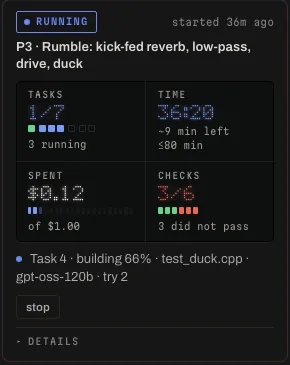 RUNNING started 36m ago
P3 · Rumble: kick-fed reverb, low-pass,
drive, duck
TASKS TIME
1/7 36:20
3 running ~9 min left
≤80 min
SPENT CHECKS
$0.12 3/6
of $1.00 3 did not pass
Task 4 · building 66% · test_duck.cpp ·
gpt-oss-120b · try 2
stop
DETAILS